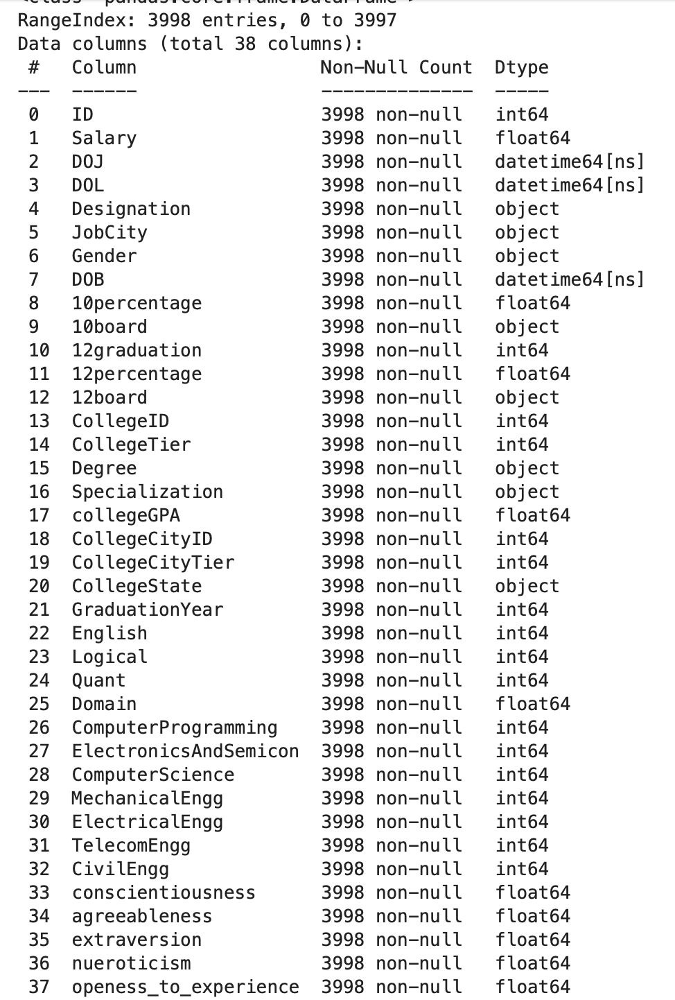 <class 'pandas.core.frame.DataFrame'>
RangeIndex: 3998 entries, 0 to 3997
Data columns (total 38 columns):
#   Column   Non-Null Count   Dtype
---   ------   --------------   -----
0   ID   3998 non-null   int64
1   Salary   3998 non-null   float64
2   DOJ   3998 non-null   datetime64[ns]
3   DOL   3998 non-null   datetime64[ns]
4   Designation   3998 non-null   object
5   JobCity   3998 non-null   object
6   Gender   3998 non-null   object
7   DOB   3998 non-null   datetime64[ns]
8   10percentage   3998 non-null   float64
9   10board   3998 non-null   object
10   12graduation   3998 non-null   int64
11   12percentage   3998 non-null   float64
12   12board   3998 non-null   object
13   CollegeID   3998 non-null   int64
14   CollegeTier   3998 non-null   int64
15   Degree   3998 non-null   object
16   Specialization   3998 non-null   object
17   collegeGPA   3998 non-null   float64
18   CollegeCityID   3998 non-null   int64
19   CollegeCityTier   3998 non-null   int64
20   CollegeState   3998 non-null   object
21   GraduationYear   3998 non-null   int64
22   English   3998 non-null   int64
23   Logical   3998 non-null   int64
24   Quant   3998 non-null   int64
25   Domain   3998 non-null   float64
26   ComputerProgramming   3998 non-null   int64
27   ElectronicsAndSemicon   3998 non-null   int64
28   ComputerScience   3998 non-null   int64
29   MechanicalEngg   3998 non-null   int64
30   ElectricalEngg   3998 non-null   int64
31   TelecomEngg   3998 non-null   int64
32   CivilEngg   3998 non-null   int64
33   conscientiousness   3998 non-null   float64
34   agreeableness   3998 non-null   float64
35   extraversion   3998 non-null   float64
36   nueroticism   3998 non-null   float64
37   openess_to_experience   3998 non-null   float64